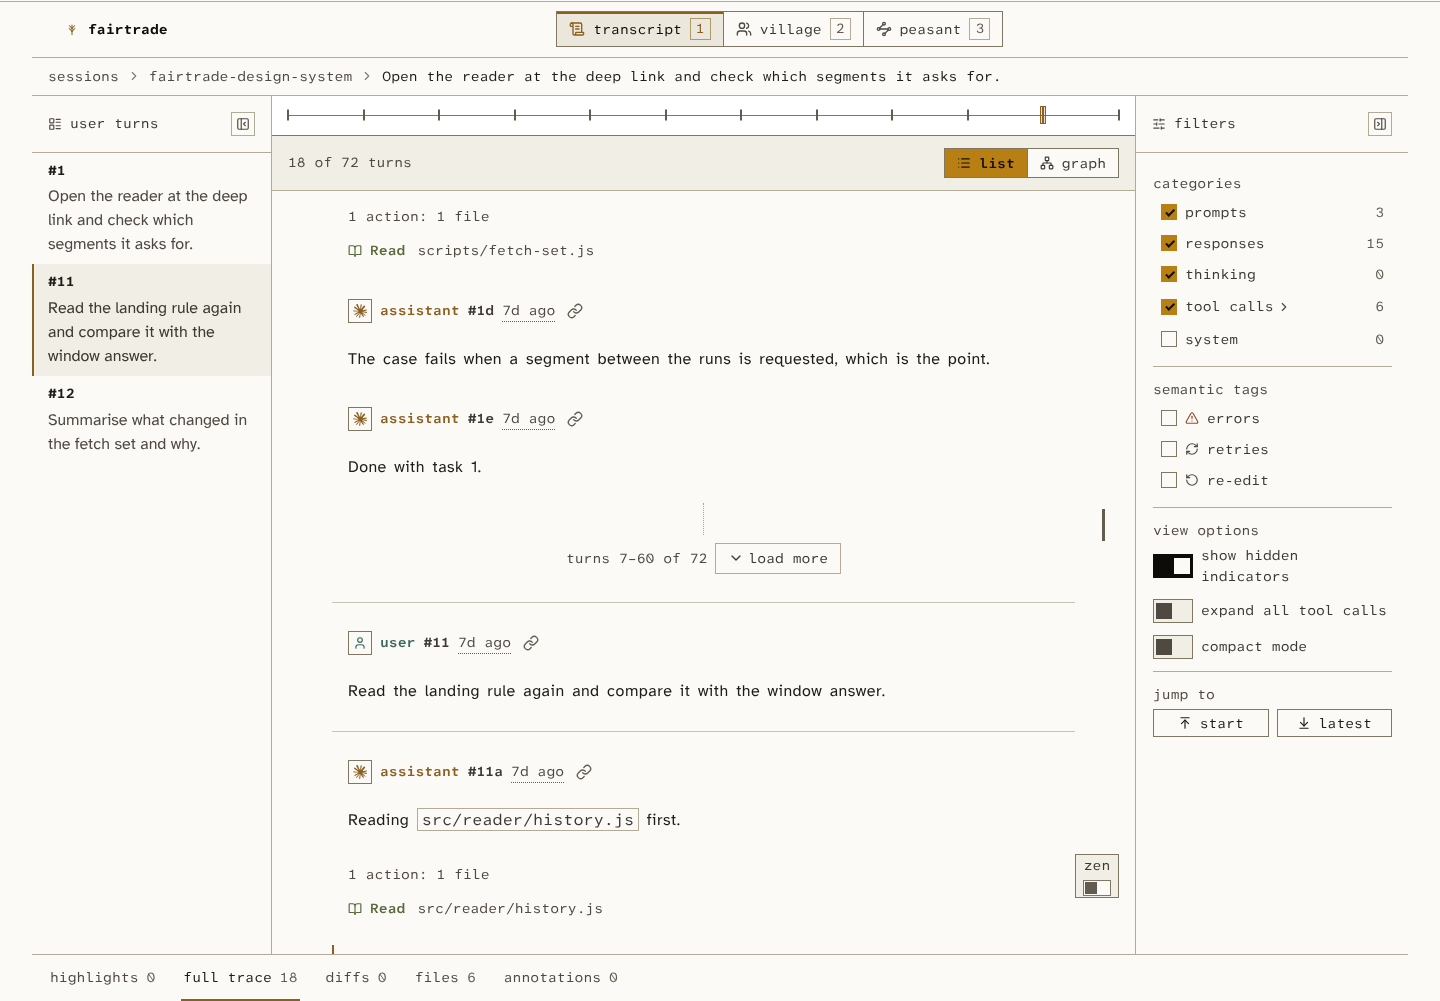 fairtrade
transcript 1
village 2
peasant 3
sessions > fairtrade-design-system > Open the reader at the deep link and check which segments it asks for.
user turns
#1
Open the reader at the deep
link and check which
segments it asks for.
#11
Read the landing rule again
and compare it with the
window answer.
#12
Summarise what changed in
the fetch set and why.
18 of 72 turns
list
graph
1 action: 1 file
Read scripts/fetch-set.js
assistant #1d 7d ago
The case fails when a segment between the runs is requested, which is the point.
assistant #1e 7d ago
Done with task 1.
turns 7–60 of 72
load more
user #11 7d ago
Read the landing rule again and compare it with the window answer.
assistant #11a 7d ago
Reading src/reader/history.js first.
1 action: 1 file
Read src/reader/history.js
zen
filters
categories
prompts 3
responses 15
thinking 0
tool calls > 6
system 0
semantic tags
errors
retries
re-edit
view options
show hidden
indicators
expand all tool calls
compact mode
jump to
start
latest
highlights 0
full trace 18
diffs 0
files 6
annotations 0